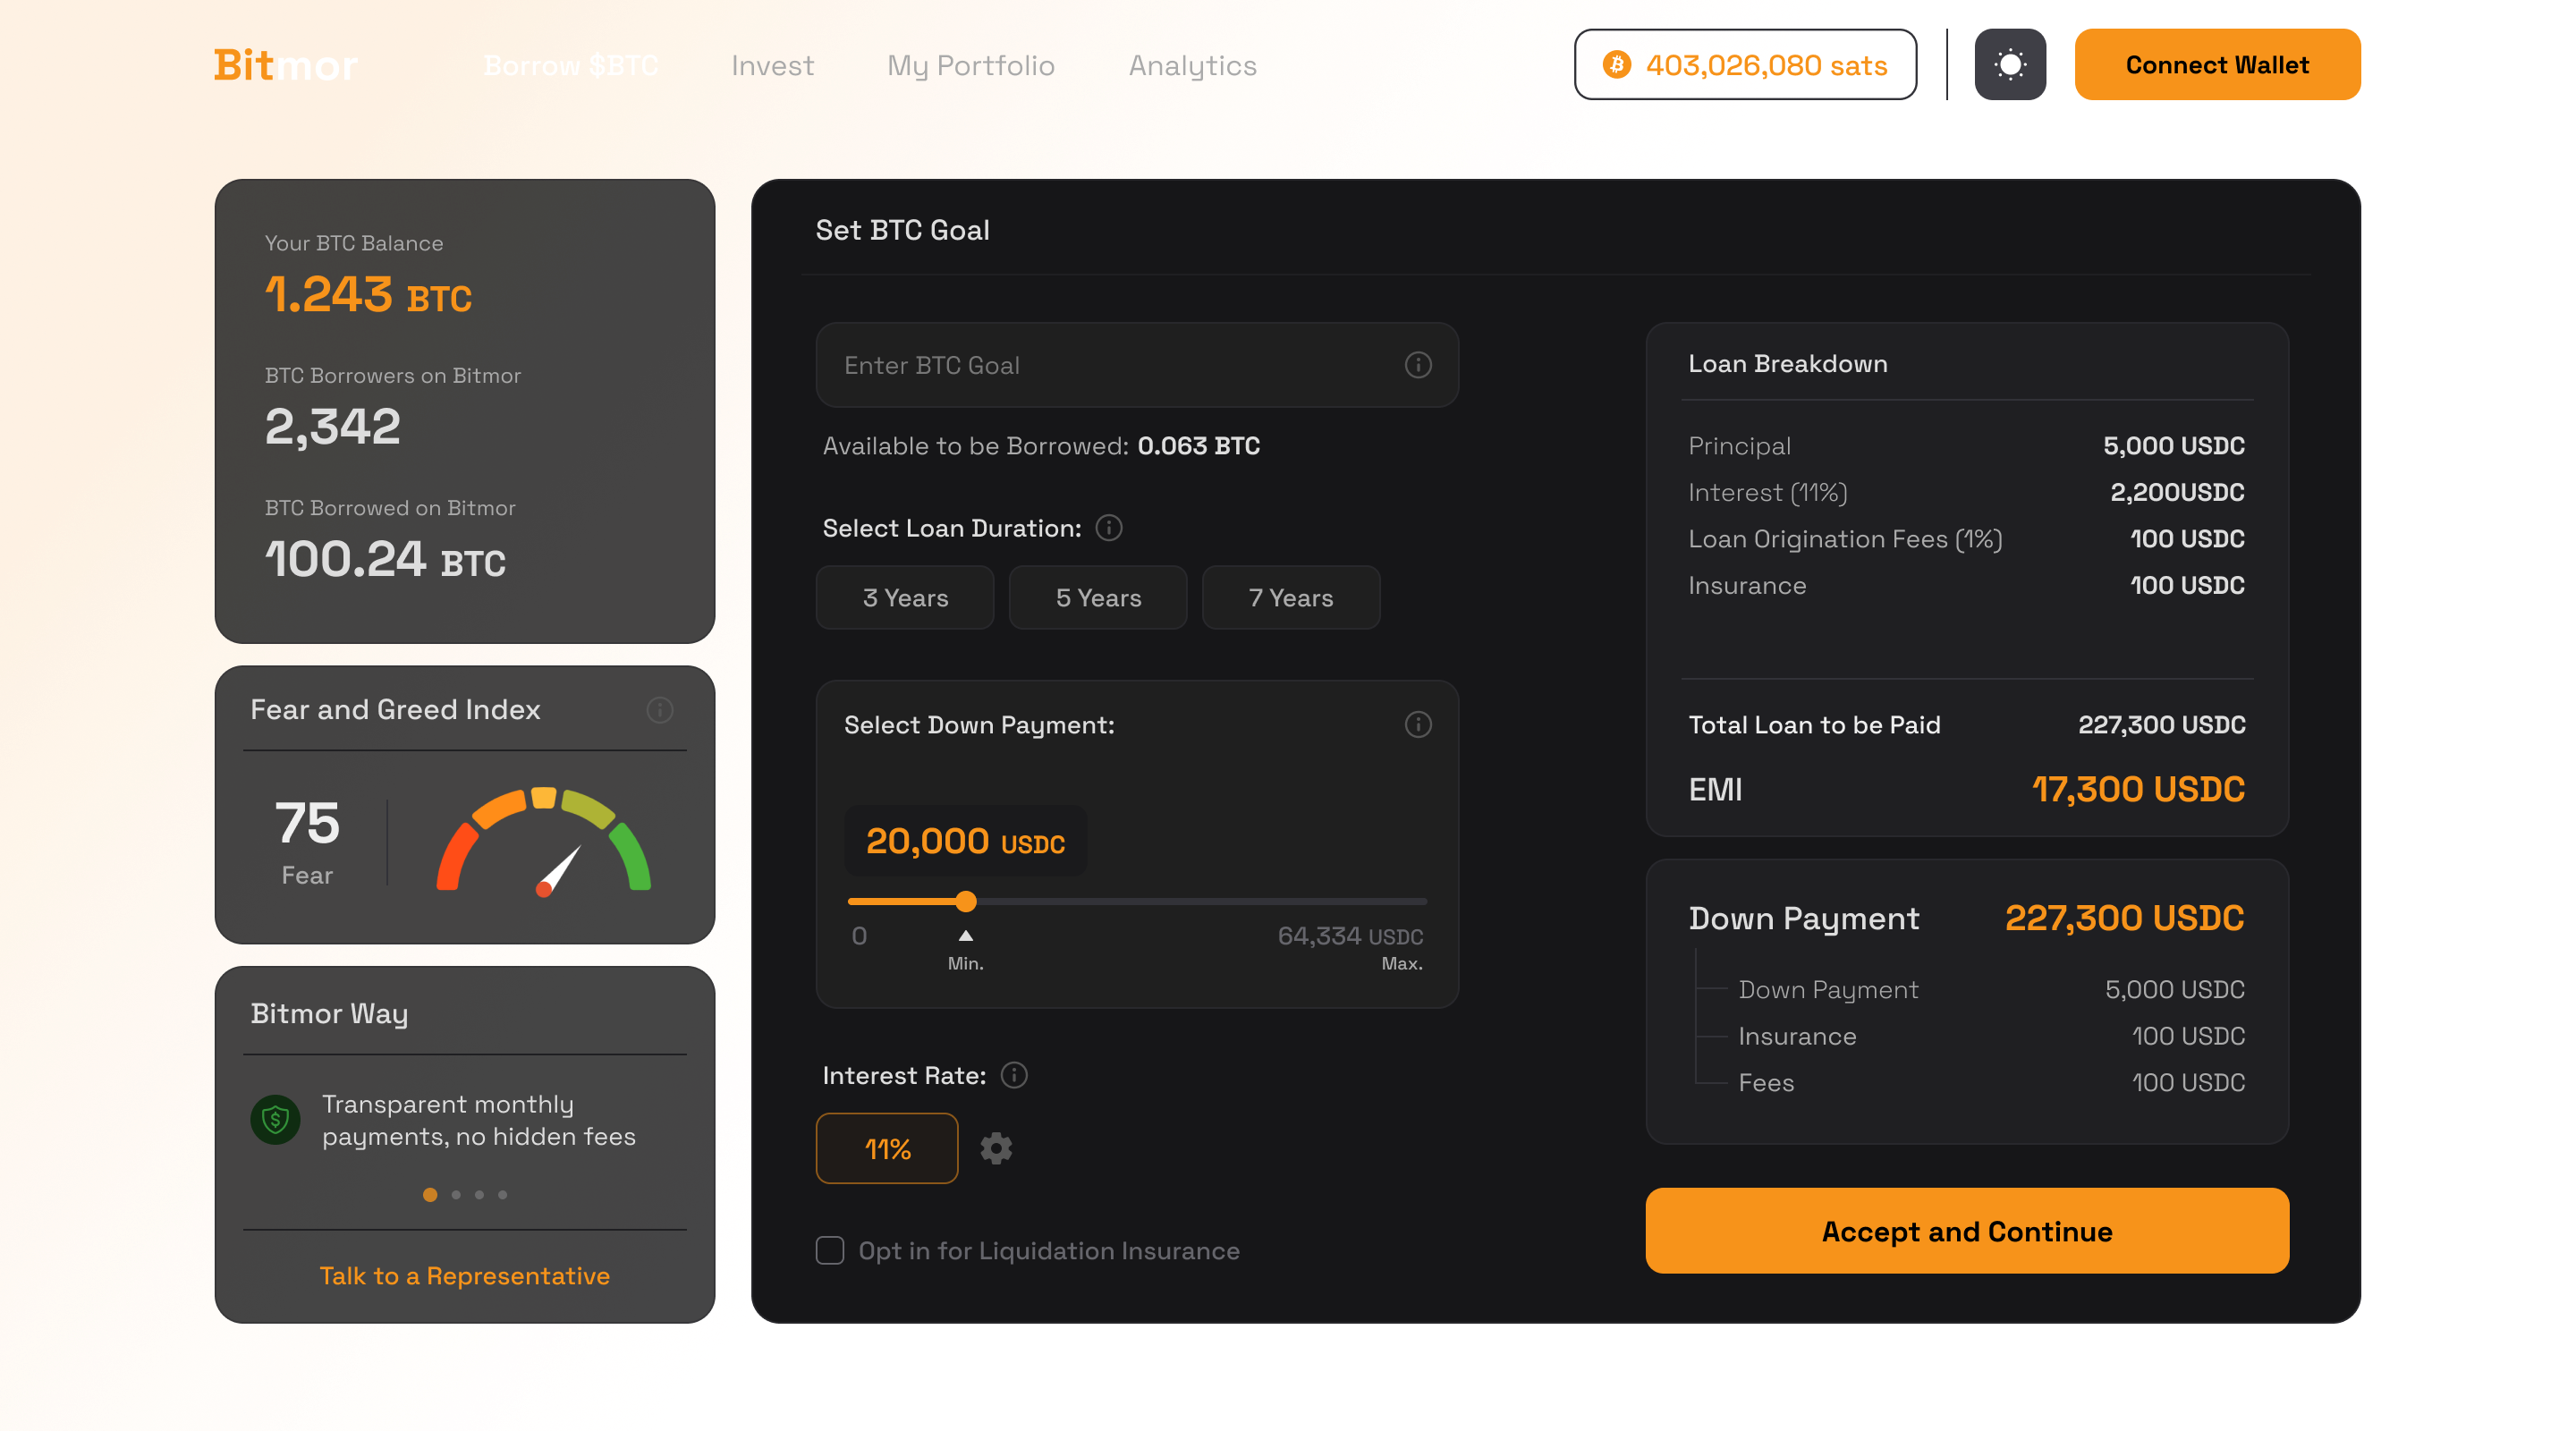 Bitmor
Borrow $BTC
Invest
My Portfolio
Analytics
403,026,080 sats
Connect Wallet
Your BTC Balance
1.243 BTC
BTC Borrowers on Bitmor
2,342
BTC Borrowed on Bitmor
100.24 BTC
Fear and Greed Index
75
Fear
Bitmor Way
Transparent monthly
payments, no hidden fees
Talk to a Representative
Set BTC Goal
Enter BTC Goal
Available to be Borrowed: 0.063 BTC
Select Loan Duration:
3 Years
5 Years
7 Years
Select Down Payment:
20,000 USDC
0
64,334 USDC
Min.
Max.
Interest Rate:
11%
Opt in for Liquidation Insurance
Loan Breakdown
Principal 5,000 USDC
Interest (11%) 2,200USDC
Loan Origination Fees (1%) 100 USDC
Insurance 100 USDC
Total Loan to be Paid 227,300 USDC
EMI 17,300 USDC
Down Payment 227,300 USDC
Down Payment 5,000 USDC
Insurance 100 USDC
Fees 100 USDC
Accept and Continue